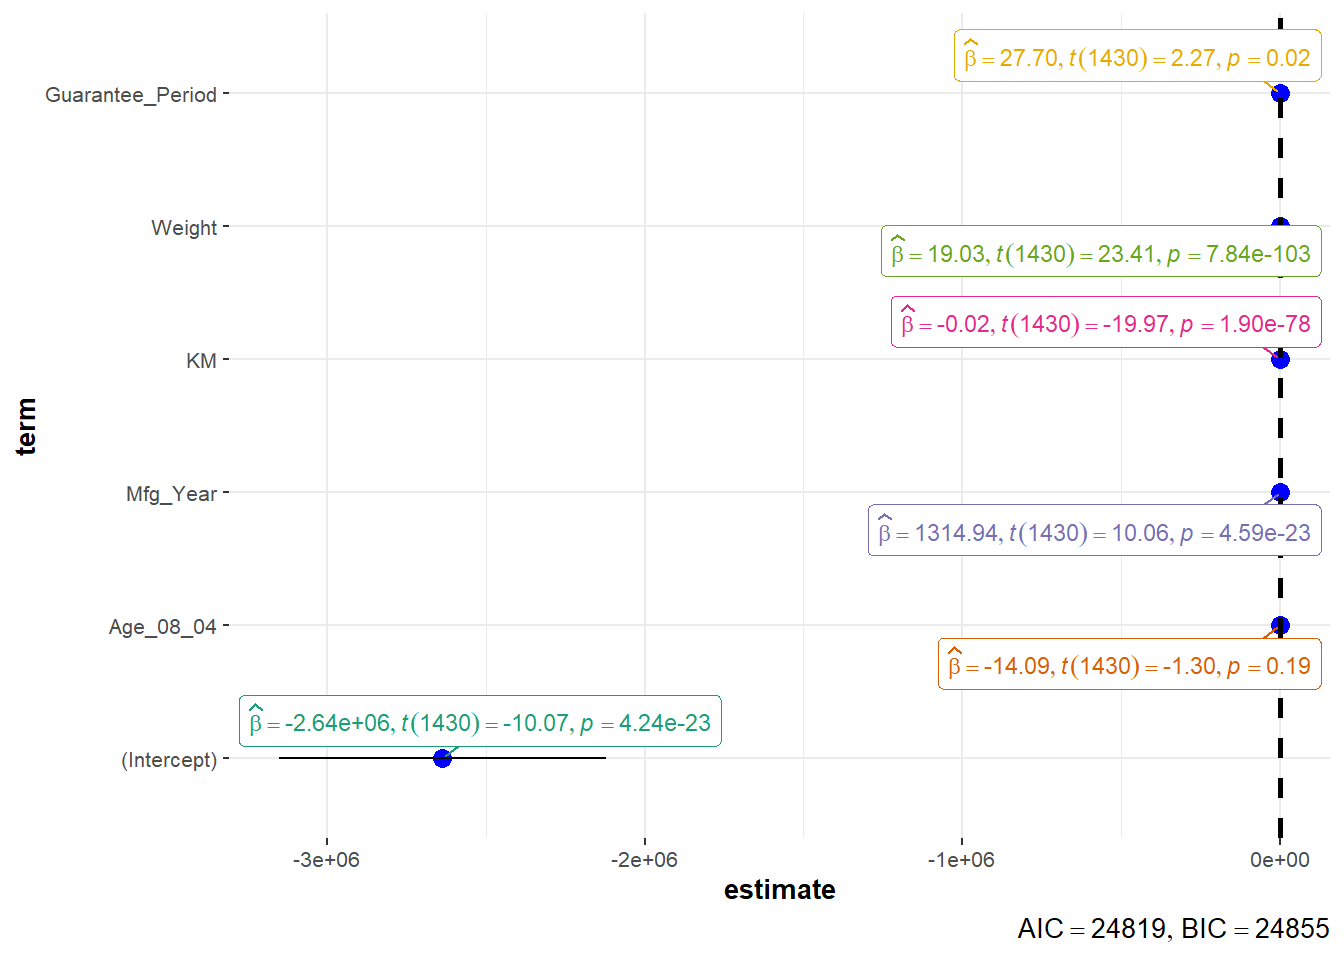 β̂ = 27.70, t(1430) = 2.27, p = 0.02
Guarantee_Period
Weight
β̂ = 19.03, t(1430) = 23.41, p = 7.84e-103
β̂ = -0.02, t(1430) = -19.97, p = 1.90e-78
KM
term
Mfg_Year
β̂ = 1314.94, t(1430) = 10.06, p = 4.59e-23
Age_08_04
β̂ = -14.09, t(1430) = -1.30, p = 0.19
β̂ = -2.64e+06, t(1430) = -10.07, p = 4.24e-23
(Intercept)
-3e+06 -2e+06 -1e+06 0e+00
estimate
AIC = 24819, BIC = 24855